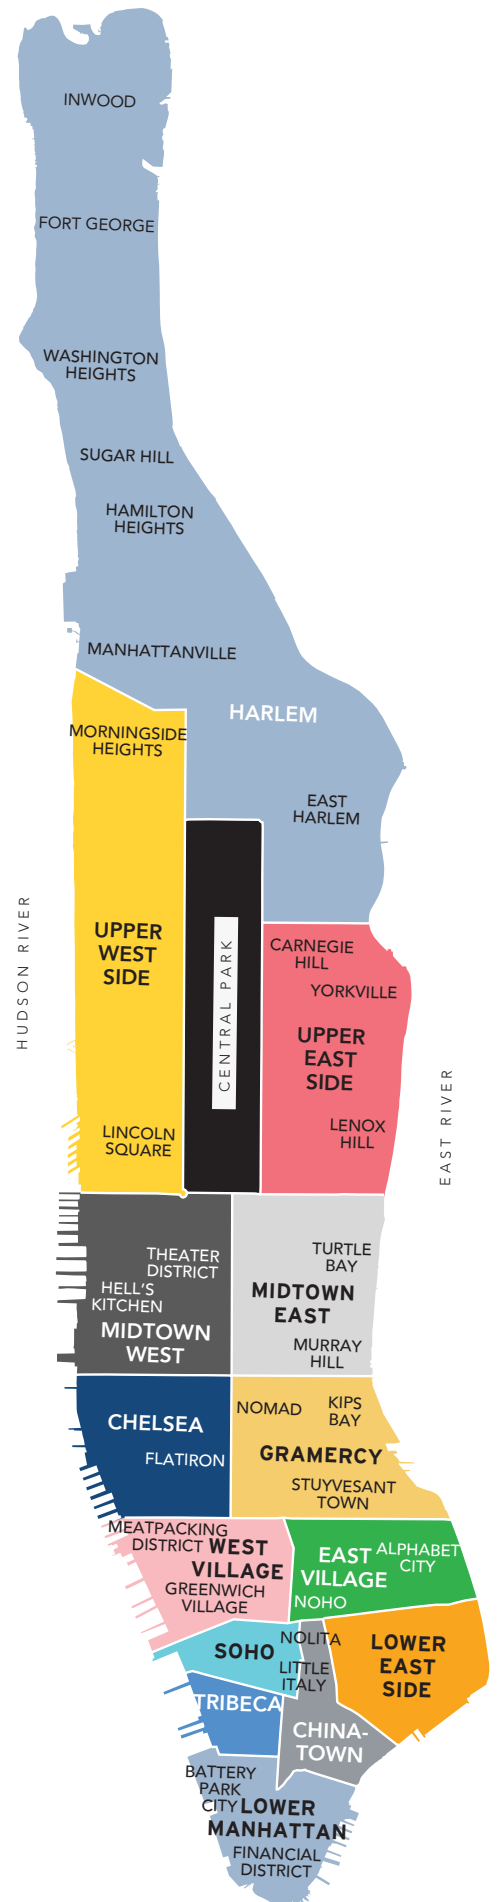 INWOOD
FORT GEORGE
WASHINGTON
HEIGHTS
SUGAR HILL
HAMILTON
HEIGHTS
MANHATTANVILLE
HARLEM
MORNINGSIDE
HEIGHTS
EAST
HARLEM
HUDSON RIVER
UPPER
WEST
SIDE
CENTRAL PARK
CARNEGIE
HILL
YORKVILLE
UPPER
EAST
SIDE
LENOX
HILL
EAST RIVER
LINCOLN
SQUARE
THEATER
DISTRICT
HELL'S
KITCHEN
MIDTOWN
WEST
TURTLE
BAY
MIDTOWN
EAST
MURRAY
HILL
CHELSEA
FLATIRON
NOMAD
KIPS
BAY
GRAMERCY
STUYVESANT
TOWN
MEATPACKING
DISTRICT
WEST
VILLAGE
GREENWICH
VILLAGE
EAST
VILLAGE
ALPHABET
CITY
NOHO
SOHO
NOLITA
LITTLE
ITALY
LOWER
EAST
SIDE
TRIBECA
CHINA-
TOWN
BATTERY
PARK
CITY
LOWER
MANHATTAN
FINANCIAL
DISTRICT